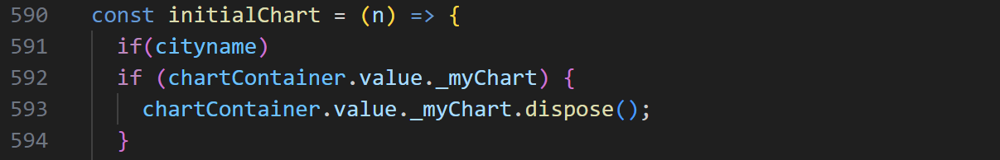 590 const initialChart = (n) => {
591 if(cityname)
592 if (chartContainer.value._myChart) {
593 chartContainer.value._myChart.dispose();
594 }